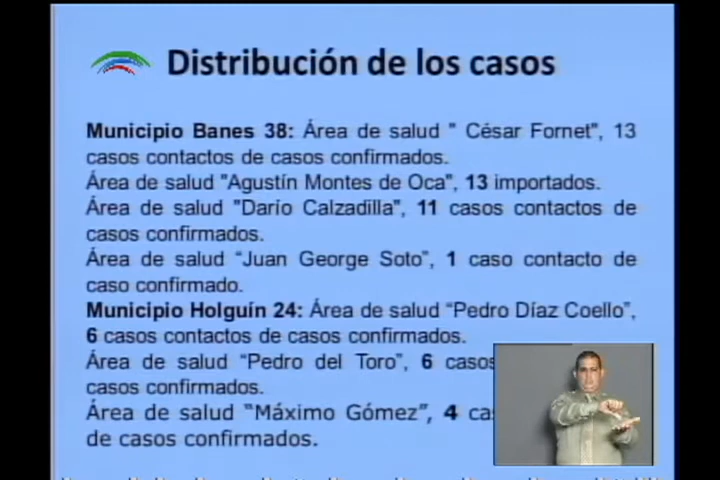 Distribución de los casos
Municipio Banes 38: Área de salud " César Fornet", 13
casos contactos de casos confirmados.
Área de salud "Agustín Montes de Oca", 13 importados.
Área de salud "Darío Calzadilla", 11 casos contactos de
casos confirmados.
Área de salud “Juan George Soto”, 1 caso contacto de
caso confirmado.
Municipio Holguín 24: Área de salud “Pedro Díaz Coello”,
6 casos contactos de casos confirmados.
Área de salud “Pedro del Toro”, 6 casos
casos confirmados.
Área de salud “Máximo Gómez”, 4
de casos confirmados.